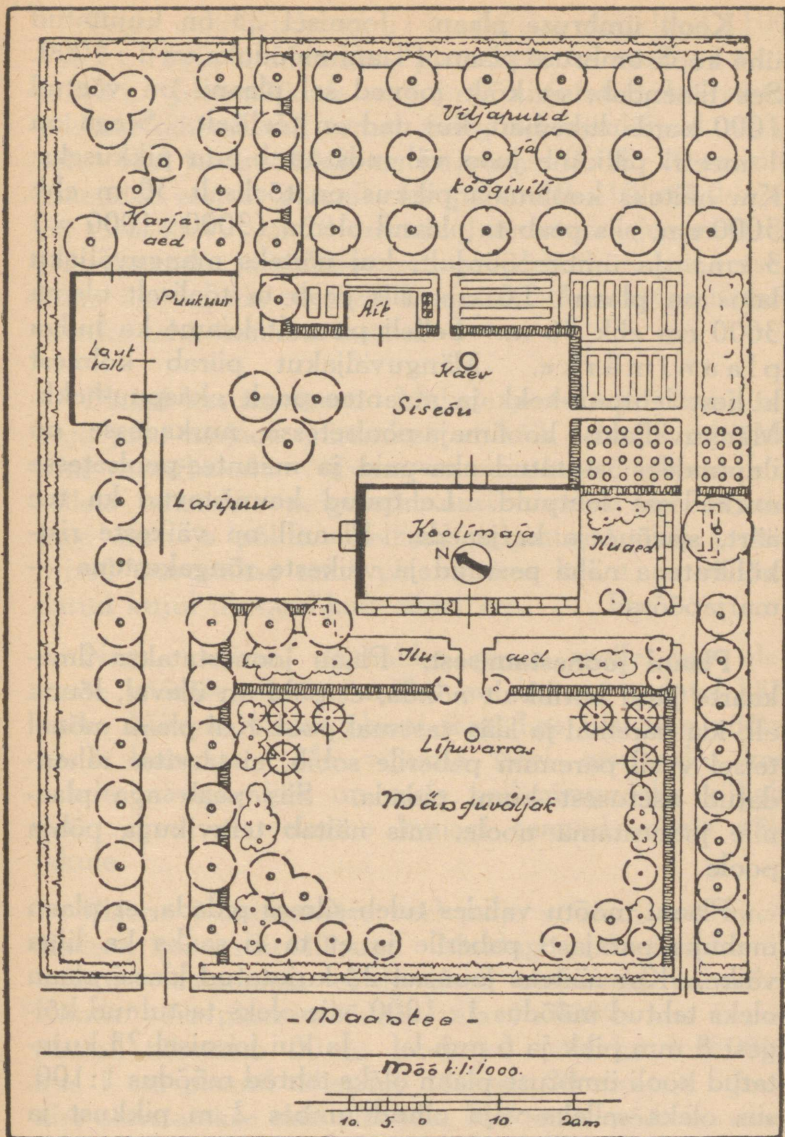 Viljapuud
ja
köögivili
Karja-
aed
Puukuur
Ait
Laut
tall
Kaev
Siseõu
Lasipuu
Koolimaja
N
Iluaed
Ilu
aed
Lipuvarras
Mänguväljak
- Maantee -
Mõõt. 1:1000.
10. 5. 0 10 20m